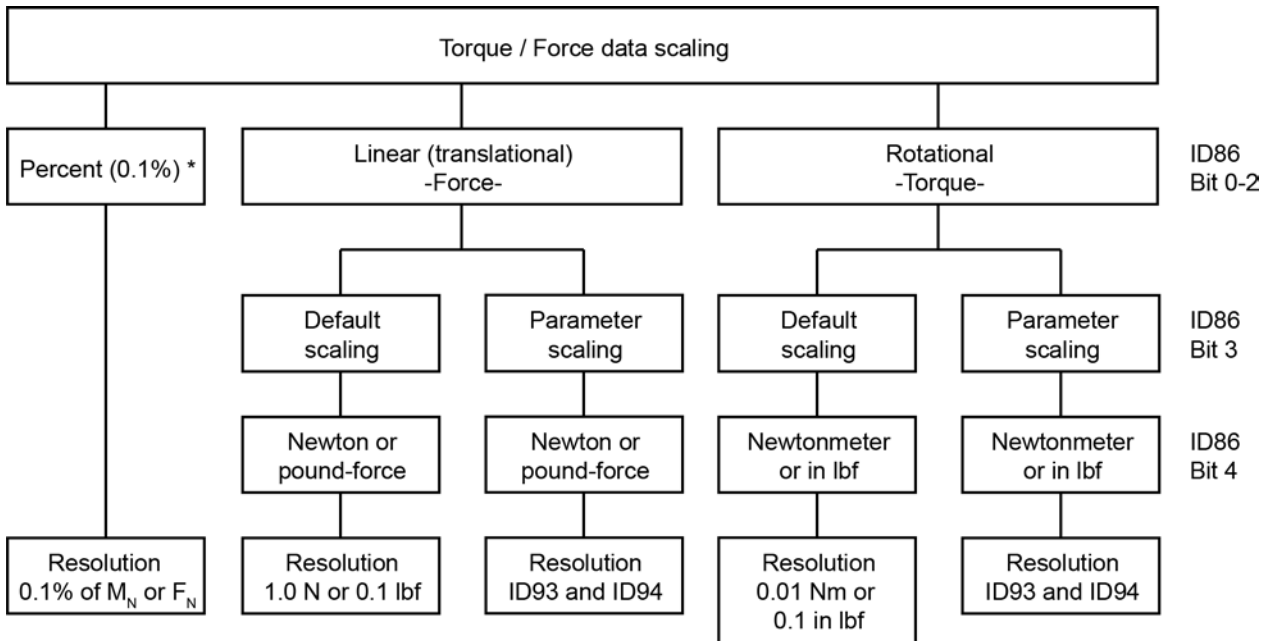 Torque / Force data scaling
Percent (0.1%) *
Linear (translational)
-Force-
Rotational
-Torque-
ID86
Bit 0-2
Default
scaling
Parameter
scaling
Default
scaling
Parameter
scaling
ID86
Bit 3
Newton or
pound-force
Newton or
pound-force
Newtonmeter
or in lbf
Newtonmeter
or in lbf
ID86
Bit 4
Resolution
0.1% of M_N or F_N
Resolution
1.0 N or 0.1 lbf
Resolution
ID93 and ID94
Resolution
0.01 Nm or
0.1 in lbf
Resolution
ID93 and ID94